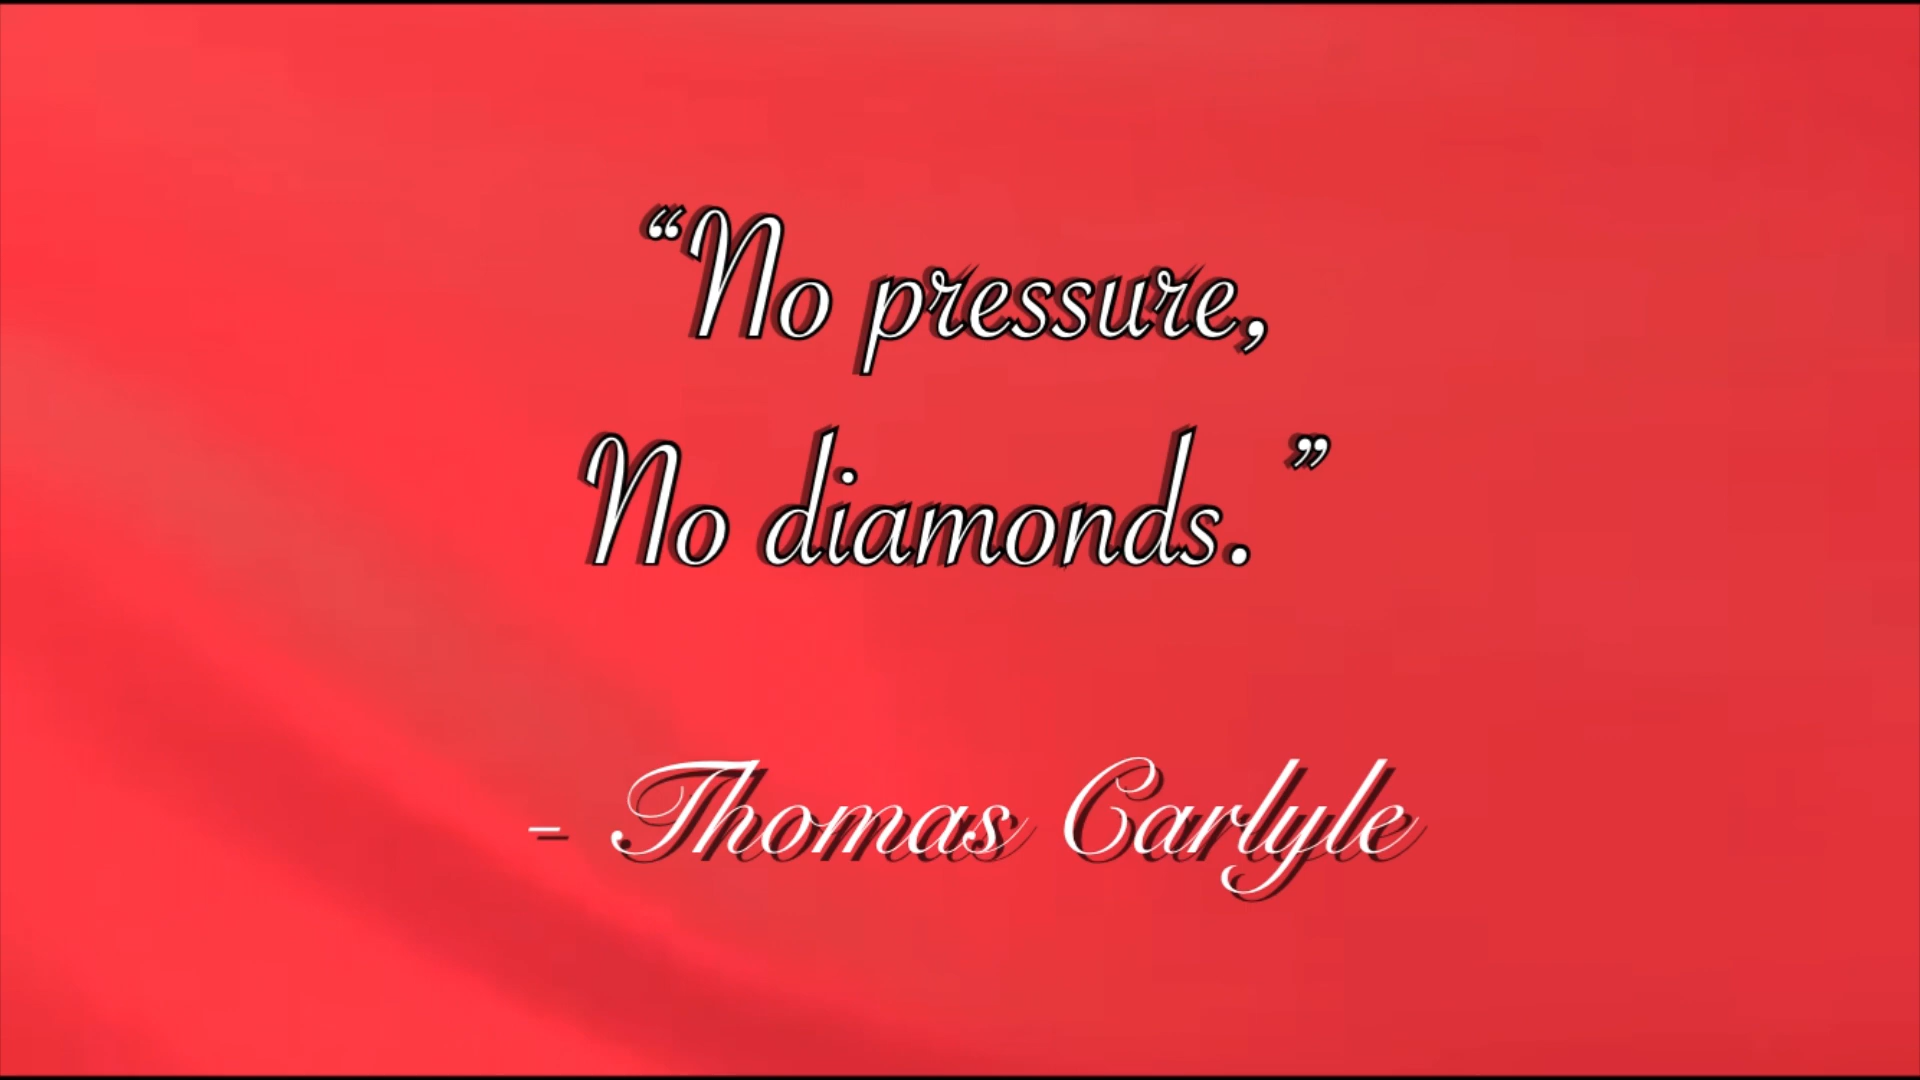 “No pressure,
No diamonds.”
- Thomas Carlyle